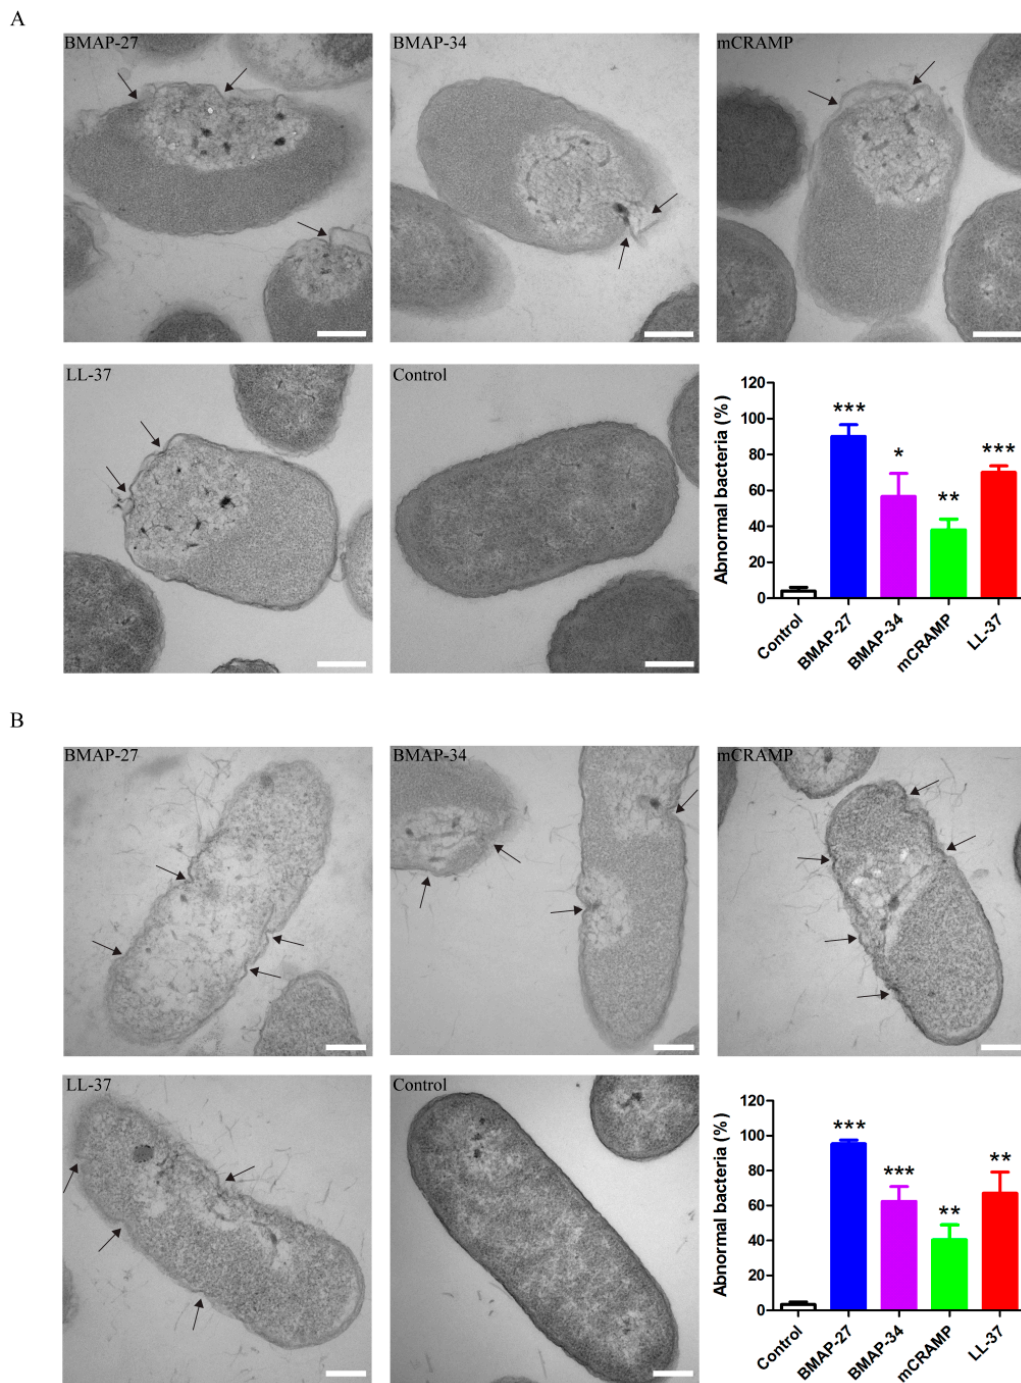 A
BMAP-27
BMAP-34
mCRAMP
LL-37
Control
Abnormal bacteria (%)
120
100
80
60
40
20
0
***
*
**
***
Control
BMAP-27
BMAP-34
mCRAMP
LL-37
B
BMAP-27
BMAP-34
mCRAMP
LL-37
Control
Abnormal bacteria (%)
120
100
80
60
40
20
0
***
***
**
**
Control
BMAP-27
BMAP-34
mCRAMP
LL-37